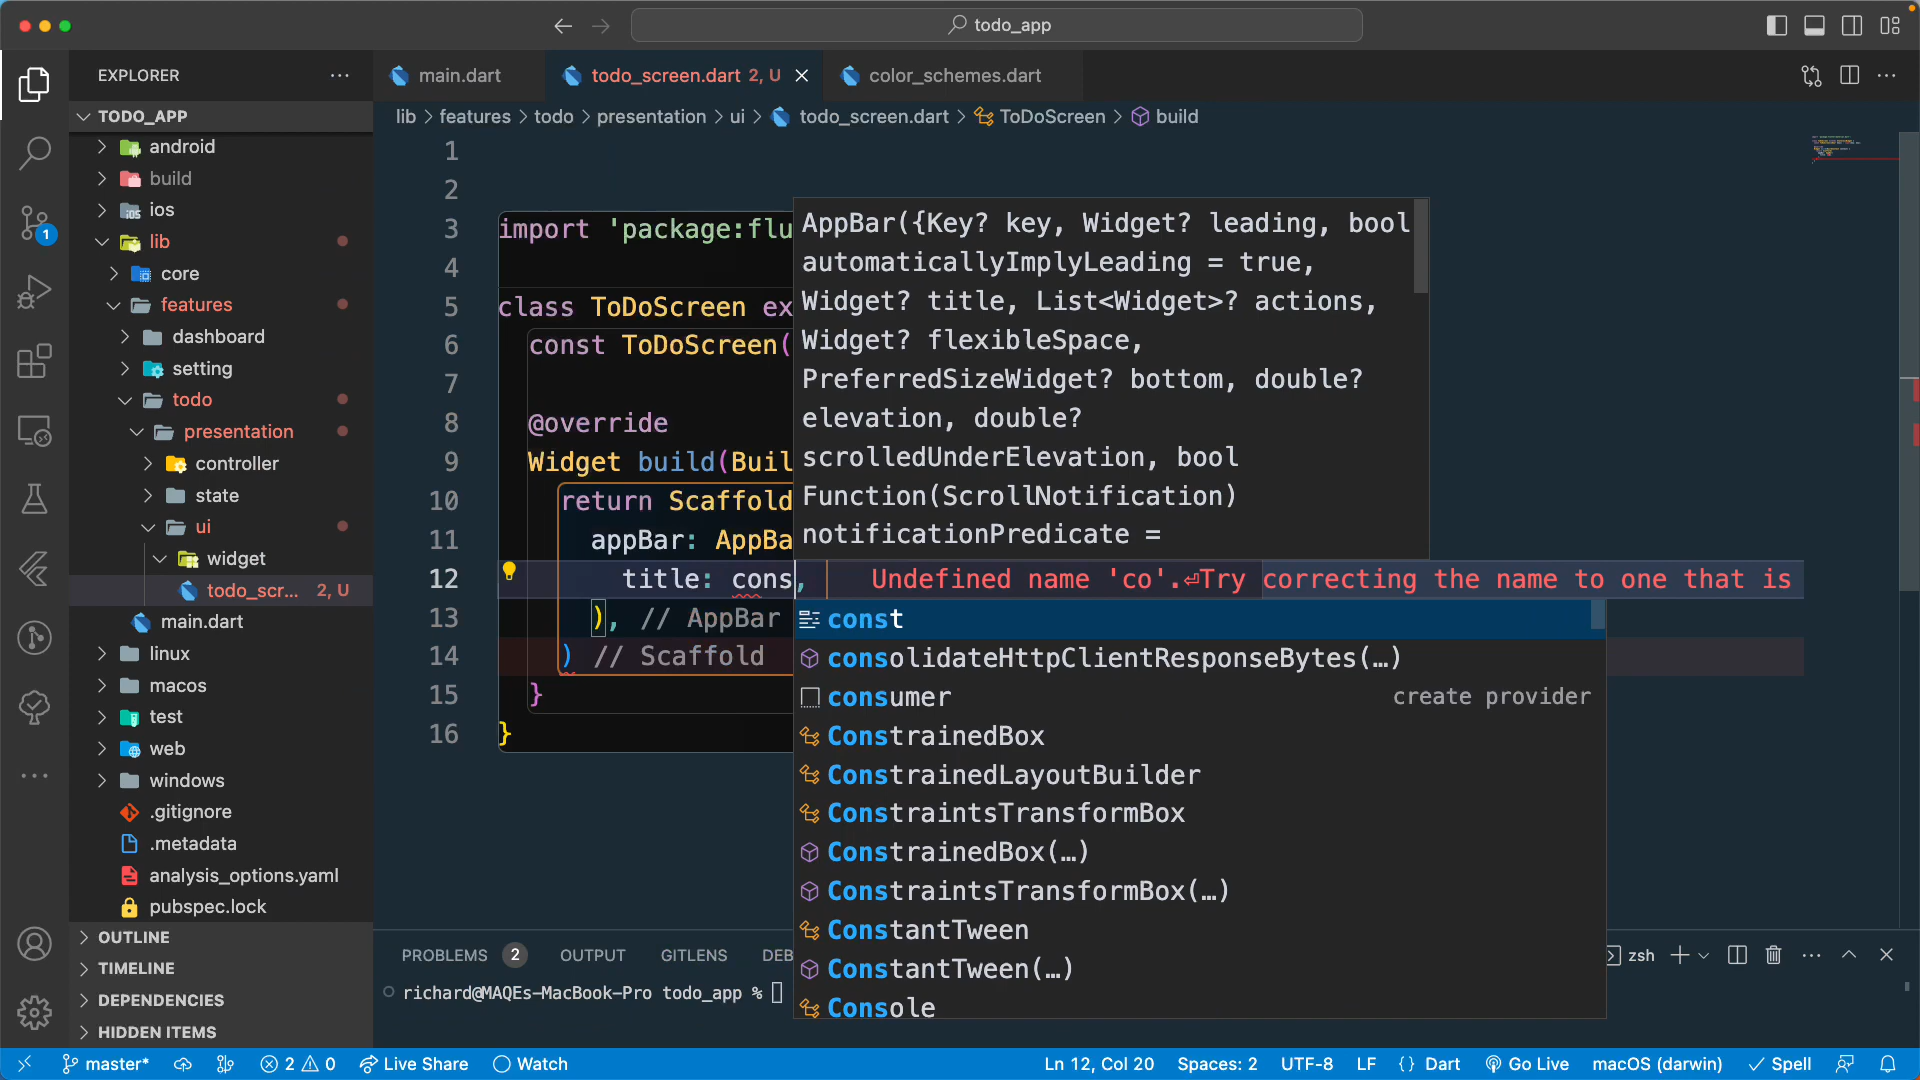 todo_app
EXPLORER
main.dart
todo_screen.dart 2, U
color_schemes.dart
TODO_APP
lib > features > todo > presentation > ui > todo_screen.dart > ToDoScreen > build
android
build
ios
lib
core
features
dashboard
setting
todo
presentation
controller
state
ui
widget
todo_scr... 2, U
main.dart
linux
macos
test
web
windows
.gitignore
.metadata
analysis_options.yaml
pubspec.lock
OUTLINE
TIMELINE
DEPENDENCIES
HIDDEN ITEMS
1
1
2
3 import 'package:flu
4
5 class ToDoScreen ex
6 const ToDoScreen(
7
8 @override
9 Widget build(Buil
10 return Scaffold
11 appBar: AppBa
12 title: cons, Undefined name 'co'.⏎Try correcting the name to one that is
13 ), // AppBar
14 ) // Scaffold
15 }
16 }
AppBar({Key? key, Widget? leading, bool
automaticallyImplyLeading = true,
Widget? title, List<Widget>? actions,
Widget? flexibleSpace,
PreferredSizeWidget? bottom, double?
elevation, double?
scrolledUnderElevation, bool
Function(ScrollNotification)
notificationPredicate =
const
consolidateHttpClientResponseBytes(…)
consumer create provider
ConstrainedBox
ConstrainedLayoutBuilder
ConstraintsTransformBox
ConstrainedBox(…)
ConstraintsTransformBox(…)
ConstantTween
ConstantTween(…)
Console
PROBLEMS 2 OUTPUT GITLENS DEB
zsh
richard@MAQEs-MacBook-Pro todo_app %
master* 2 0 Live Share Watch Ln 12, Col 20 Spaces: 2 UTF-8 LF {} Dart Go Live macOS (darwin) Spell